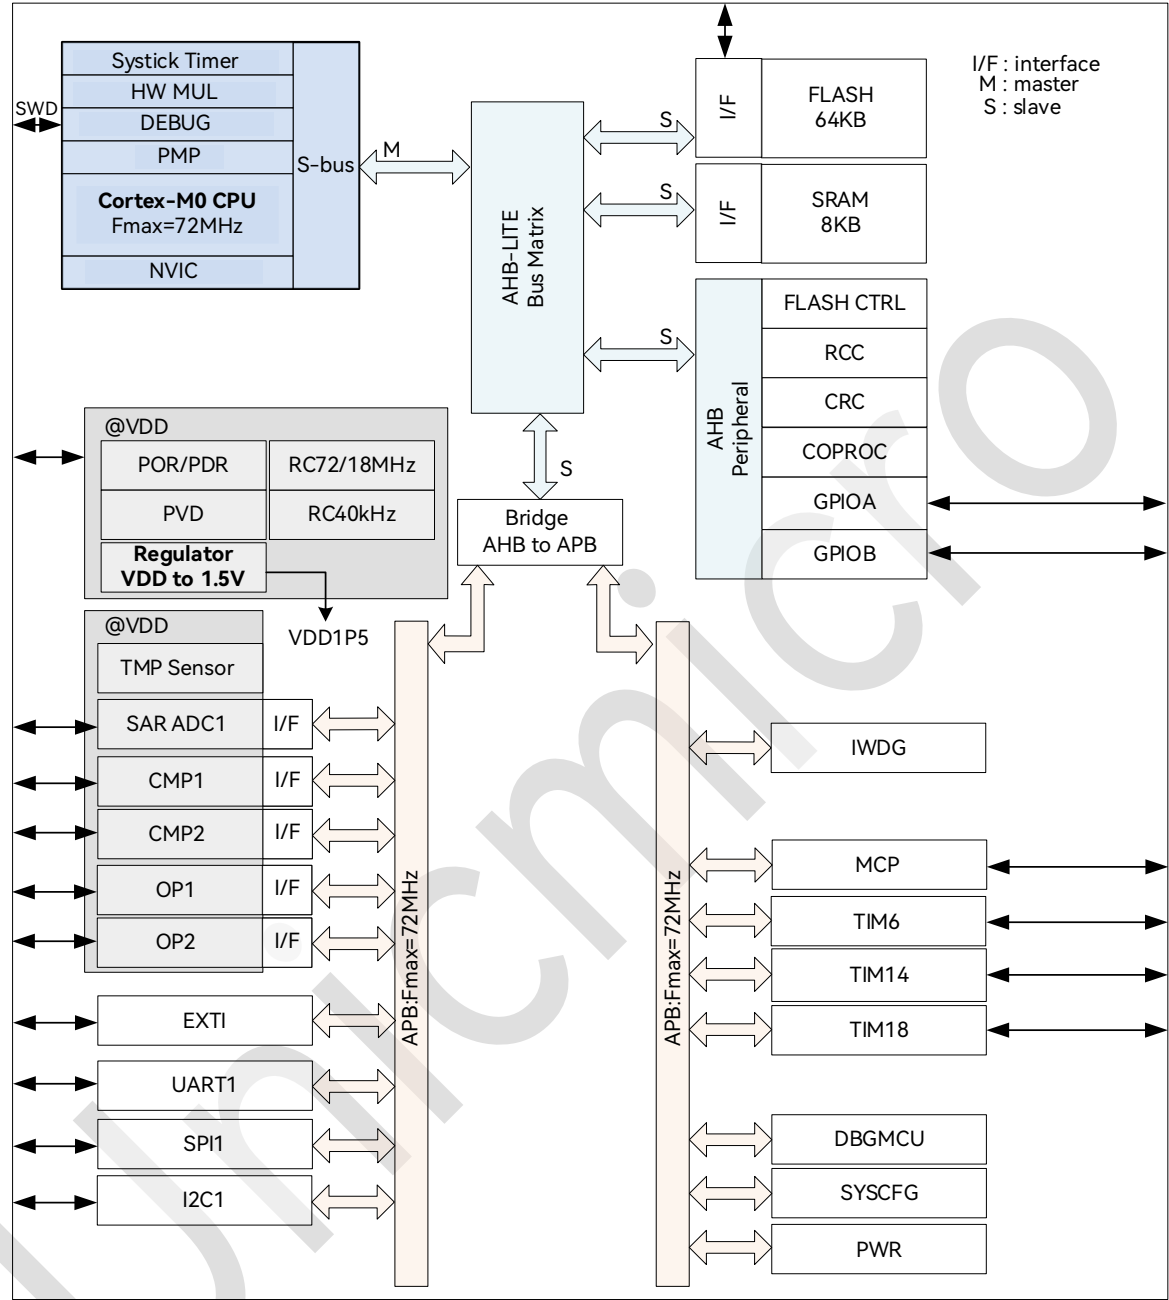 Systick Timer
HW MUL
SWD
DEBUG
PMP
S-bus
Cortex-M0 CPU
Fmax=72MHz
NVIC
M
AHB-LITE
Bus Matrix
S
I/F
FLASH
64KB
S
I/F
SRAM
8KB
I/F : interface
M : master
S : slave
S
AHB
Peripheral
FLASH CTRL
RCC
CRC
COPROC
GPIOA
GPIOB
S
Bridge
AHB to APB
@VDD
POR/PDR
RC72/18MHz
PVD
RC40kHz
Regulator
VDD to 1.5V
VDD1P5
@VDD
TMP Sensor
SAR ADC1
I/F
CMP1
I/F
CMP2
I/F
OP1
I/F
OP2
I/F
EXTI
UART1
SPI1
I2C1
APB:Fmax=72MHz
APB:Fmax=72MHz
IWDG
MCP
TIM6
TIM14
TIM18
DBGMCU
SYSCFG
PWR
Unicmicro